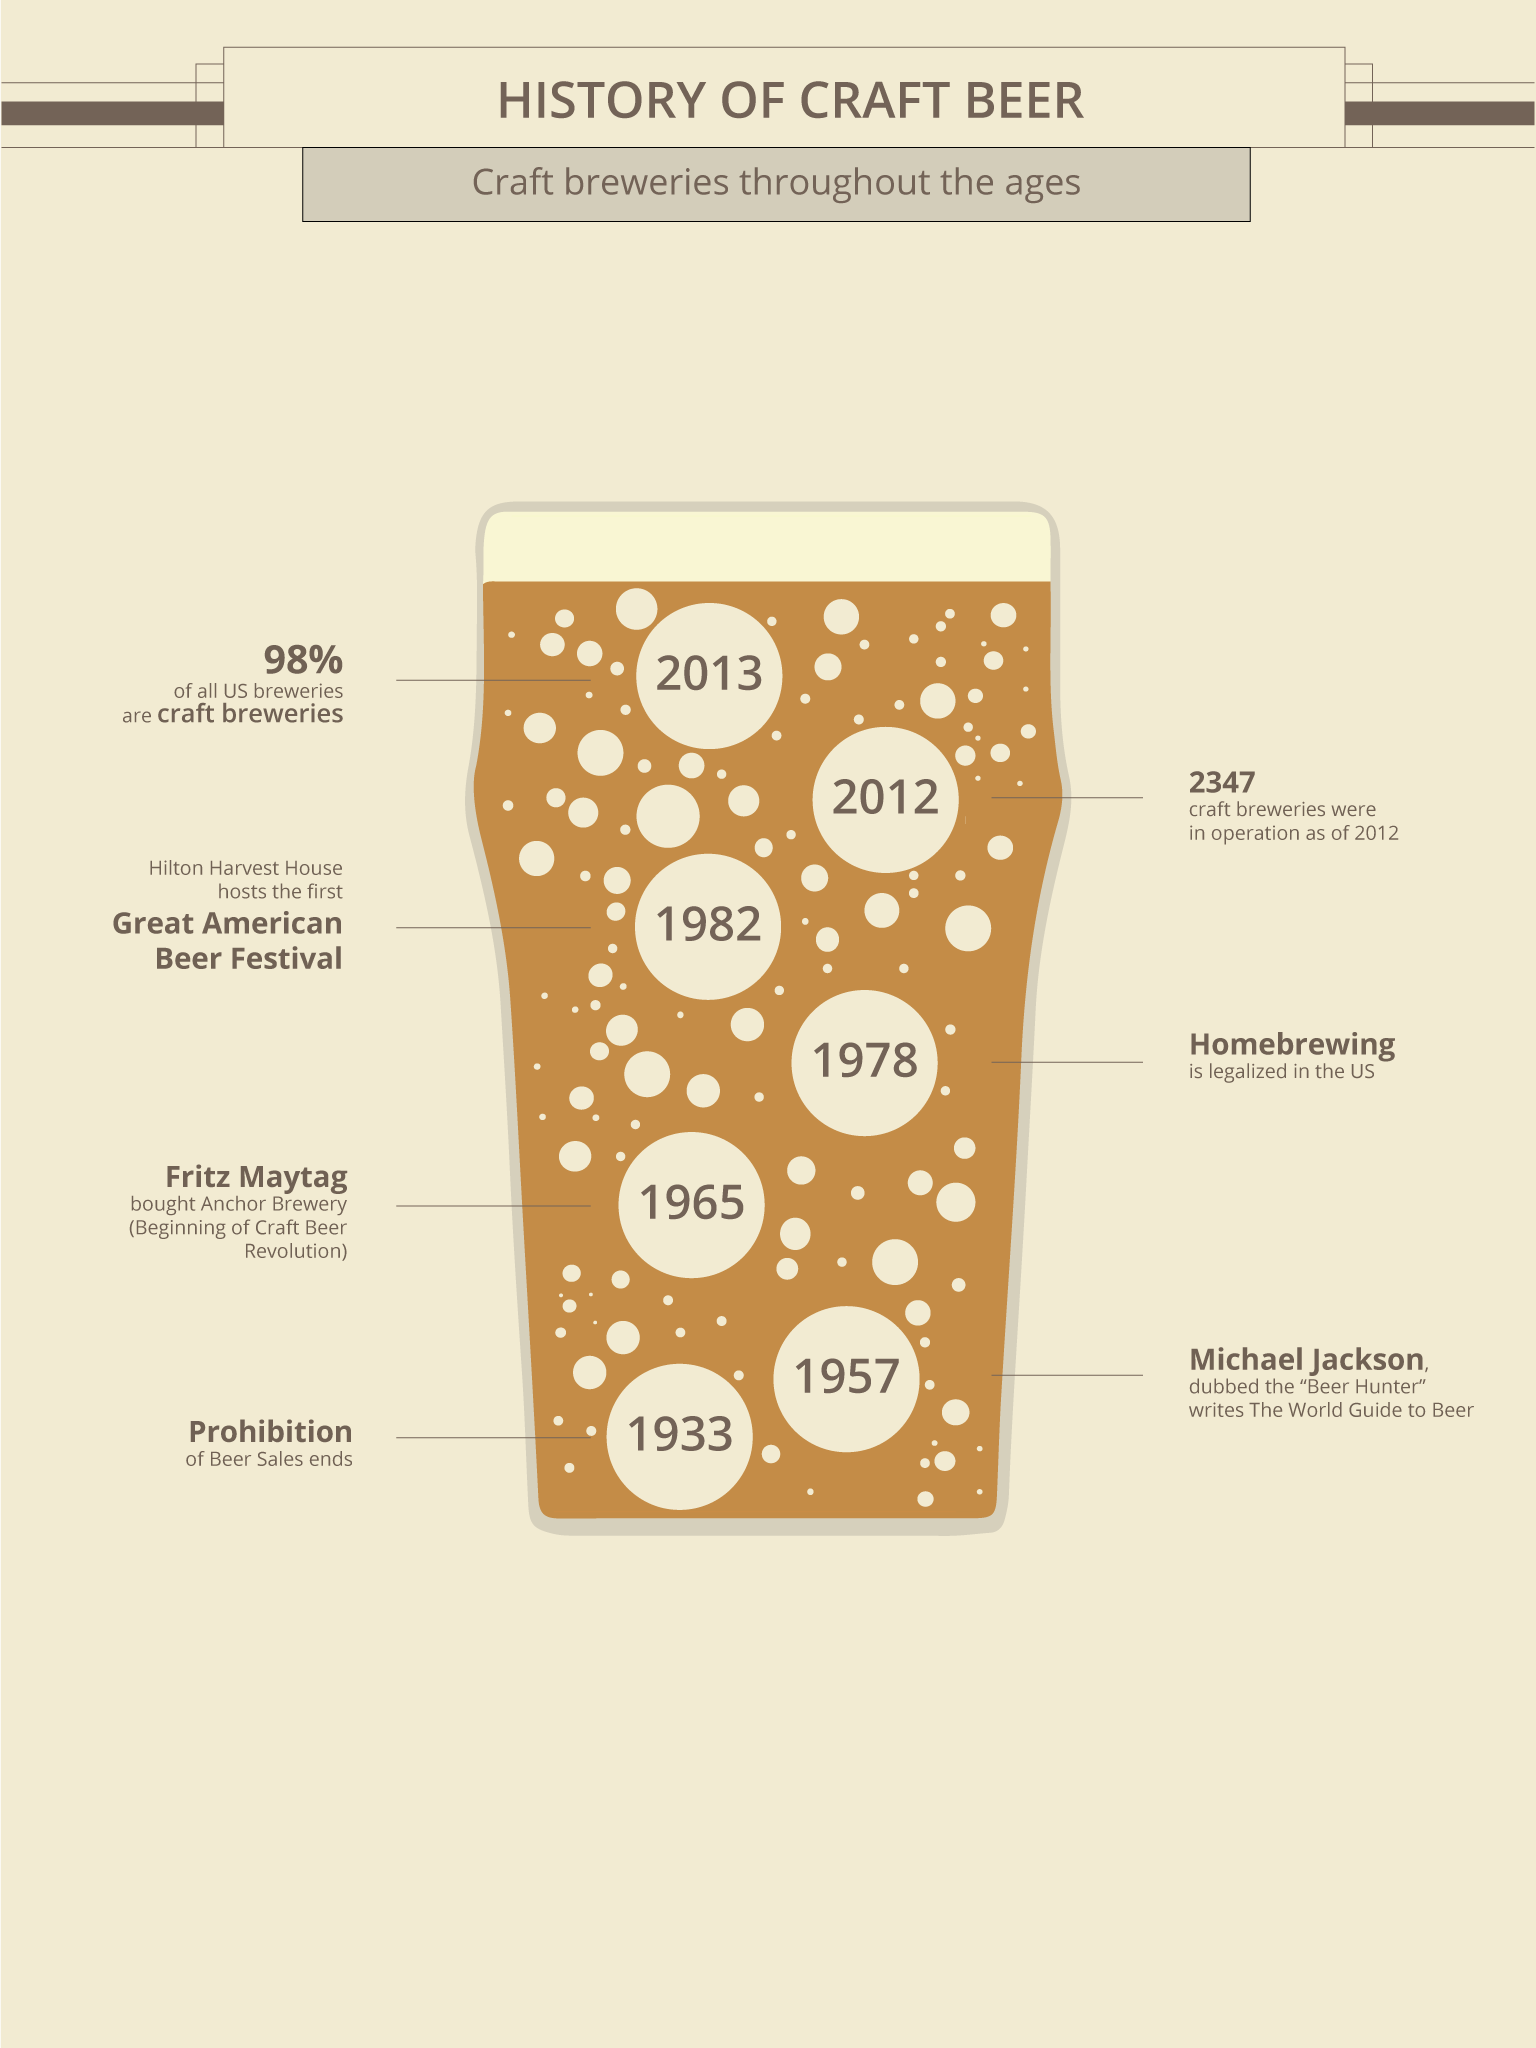 HISTORY OF CRAFT BEER
Craft breweries throughout the ages
98%
of all US breweries
are craft breweries
2013
2012
2347
craft breweries were
in operation as of 2012
Hilton Harvest House
hosts the first
Great American
Beer Festival
1982
1978
Homebrewing
is legalized in the US
Fritz Maytag
bought Anchor Brewery
(Beginning of Craft Beer
Revolution)
1965
1957
Michael Jackson,
dubbed the “Beer Hunter”
writes The World Guide to Beer
Prohibition
of Beer Sales ends
1933